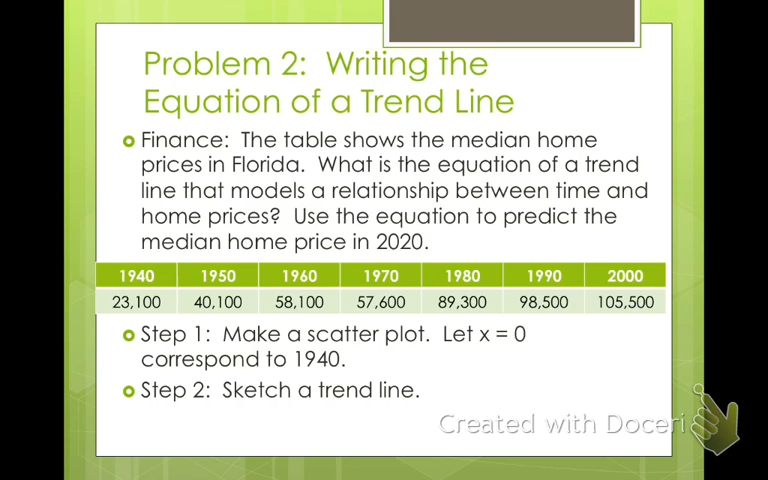 Problem 2:  Writing the
Equation of a Trend Line
Finance:  The table shows the median home
prices in Florida.  What is the equation of a trend
line that models a relationship between time and
home prices?  Use the equation to predict the
median home price in 2020.
1940 1950 1960 1970 1980 1990 2000
23,100 40,100 58,100 57,600 89,300 98,500 105,500
Step 1:  Make a scatter plot.  Let x = 0
correspond to 1940.
Step 2:  Sketch a trend line.
Created with Doceri